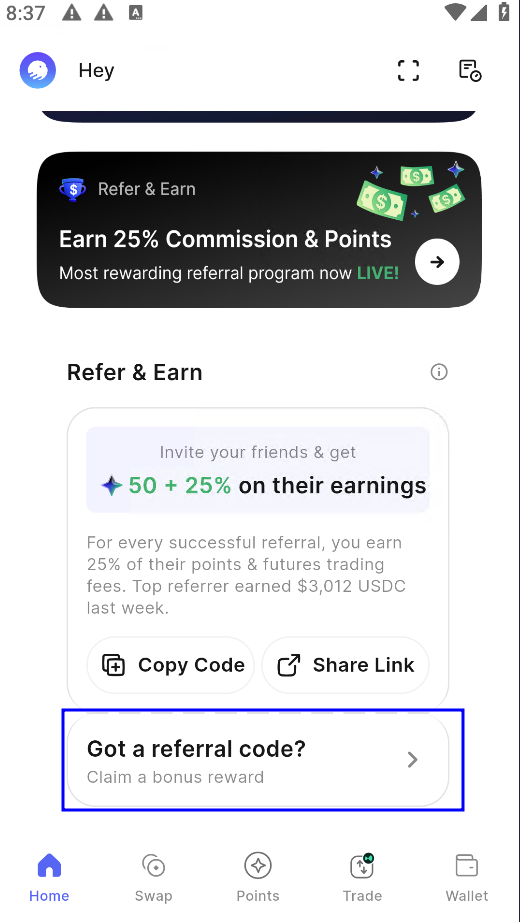 8:37
A
Hey
Refer & Earn
Earn 25% Commission & Points
Most rewarding referral program now LIVE!
Refer & Earn
Invite your friends & get
50 + 25% on their earnings
For every successful referral, you earn
25% of their points & futures trading
fees. Top referrer earned $3,012 USDC
last week.
Copy Code
Share Link
Got a referral code?
Claim a bonus reward
Home
Swap
Points
Trade
Wallet